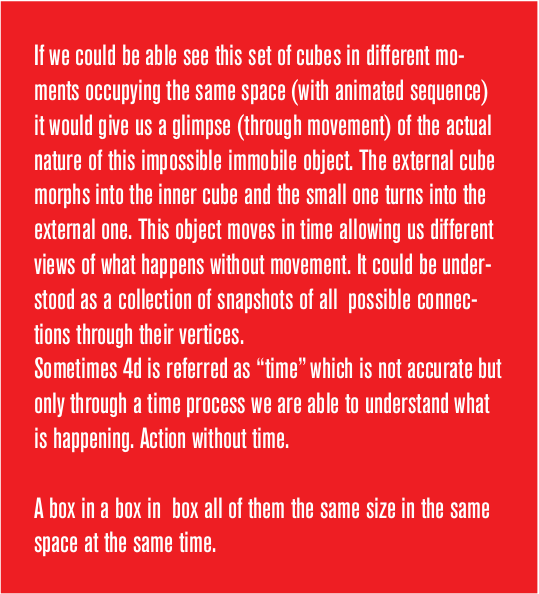 If we could be able see this set of cubes in different mo-
ments occupying the same space (with animated sequence)
it would give us a glimpse (through movement) of the actual
nature of this impossible immobile object. The external cube
morphs into the inner cube and the small one turns into the
external one. This object moves in time allowing us different
views of what happens without movement. It could be under-
stood as a collection of snapshots of all  possible connec-
tions through their vertices.
Sometimes 4d is referred as “time” which is not accurate but
only through a time process we are able to understand what
is happening. Action without time.

A box in a box in  box all of them the same size in the same
space at the same time.